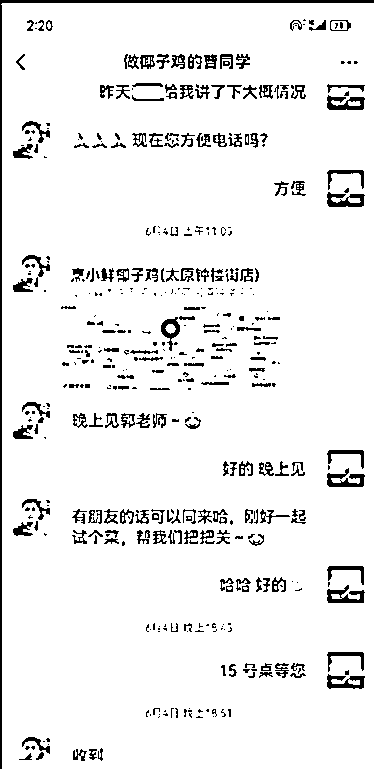 2:20
做椰子鸡的曹同学
昨天 给我讲了下大概情况
现在您方便电话吗？
方便
6月4日 上午11:05
烹小鲜椰子鸡(太原钟楼街店)
晚上见郭老师~
好的 晚上见
有朋友的话可以同来哈，刚好一起
试个菜，帮我们把把关~
哈哈 好的
6月4日 晚上18:43
15 号桌等您
6月4日 晚上18:51
收到